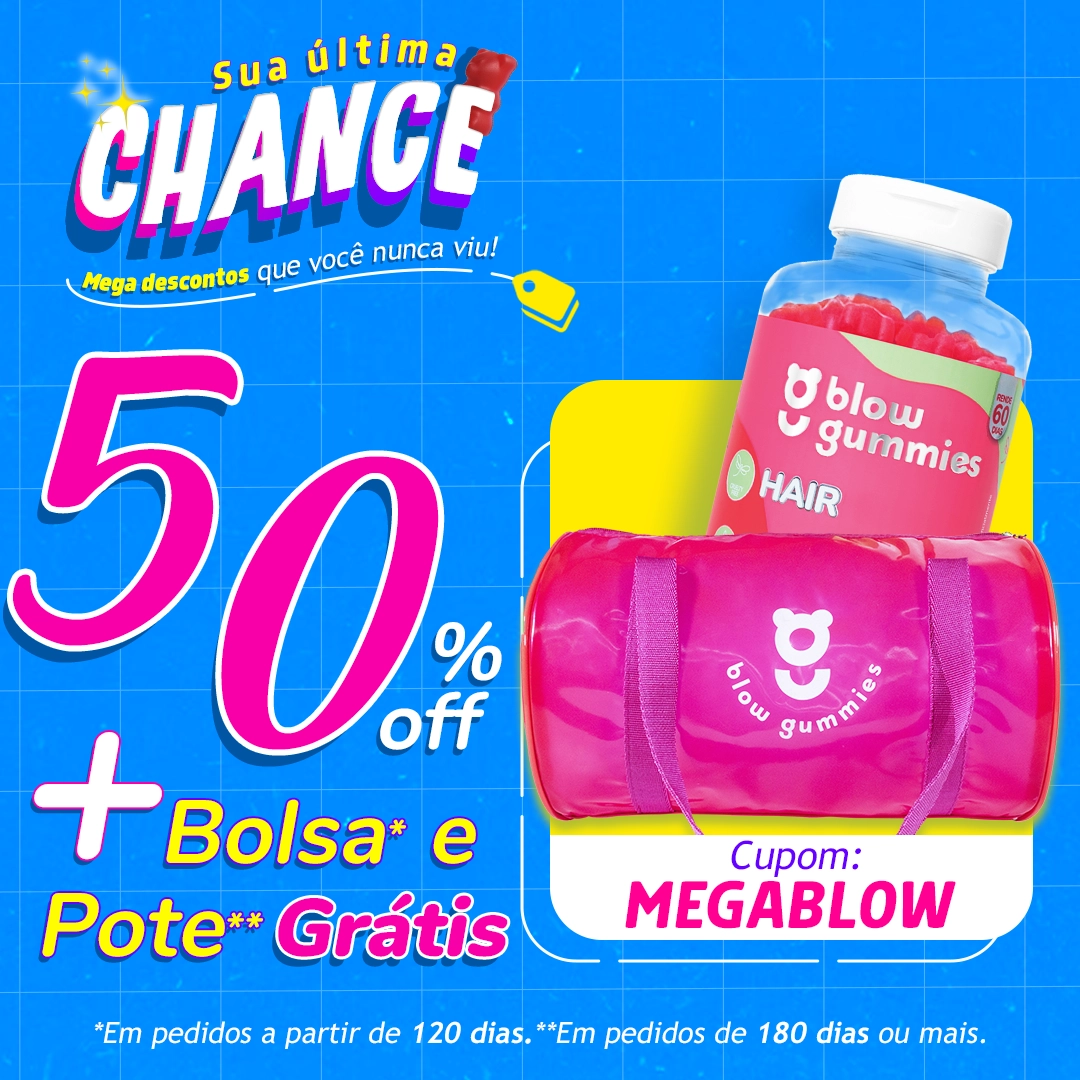 Sua última
CHANCE
Mega descontos que você nunca viu!
50
%
off
+ Bolsa* e
Pote** Grátis
blow
gummies
RENDE
60
DIAS
HAIR
blow gummies
Cupom:
MEGABLOW
*Em pedidos a partir de 120 dias.**Em pedidos de 180 dias ou mais.